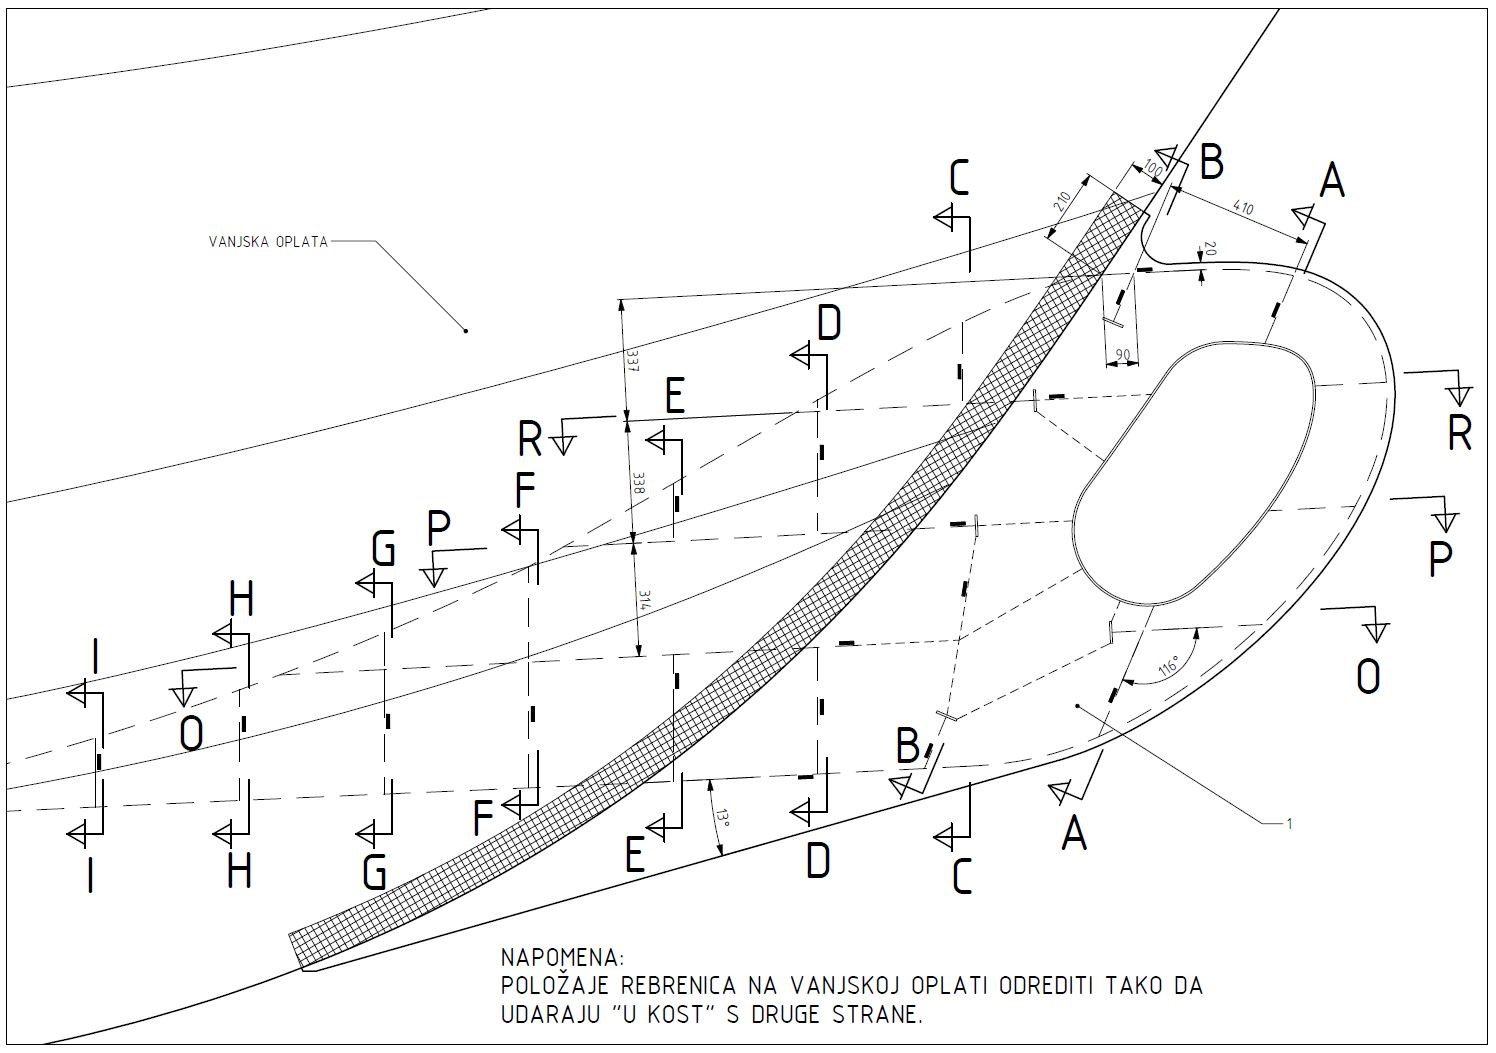 B
A
C
100
210
410
20
VANJSKA OPLATA
D
337
90
E
R
R
F
338
P
G
P
314
H
116°
I
O
O
B
13°
F
1
A
E
D
C
I
H
G
NAPOMENA:
POLOŽAJE REBRENICA NA VANJSKOJ OPLATI ODREDITI TAKO DA
UDARAJU "U KOST" S DRUGE STRANE.